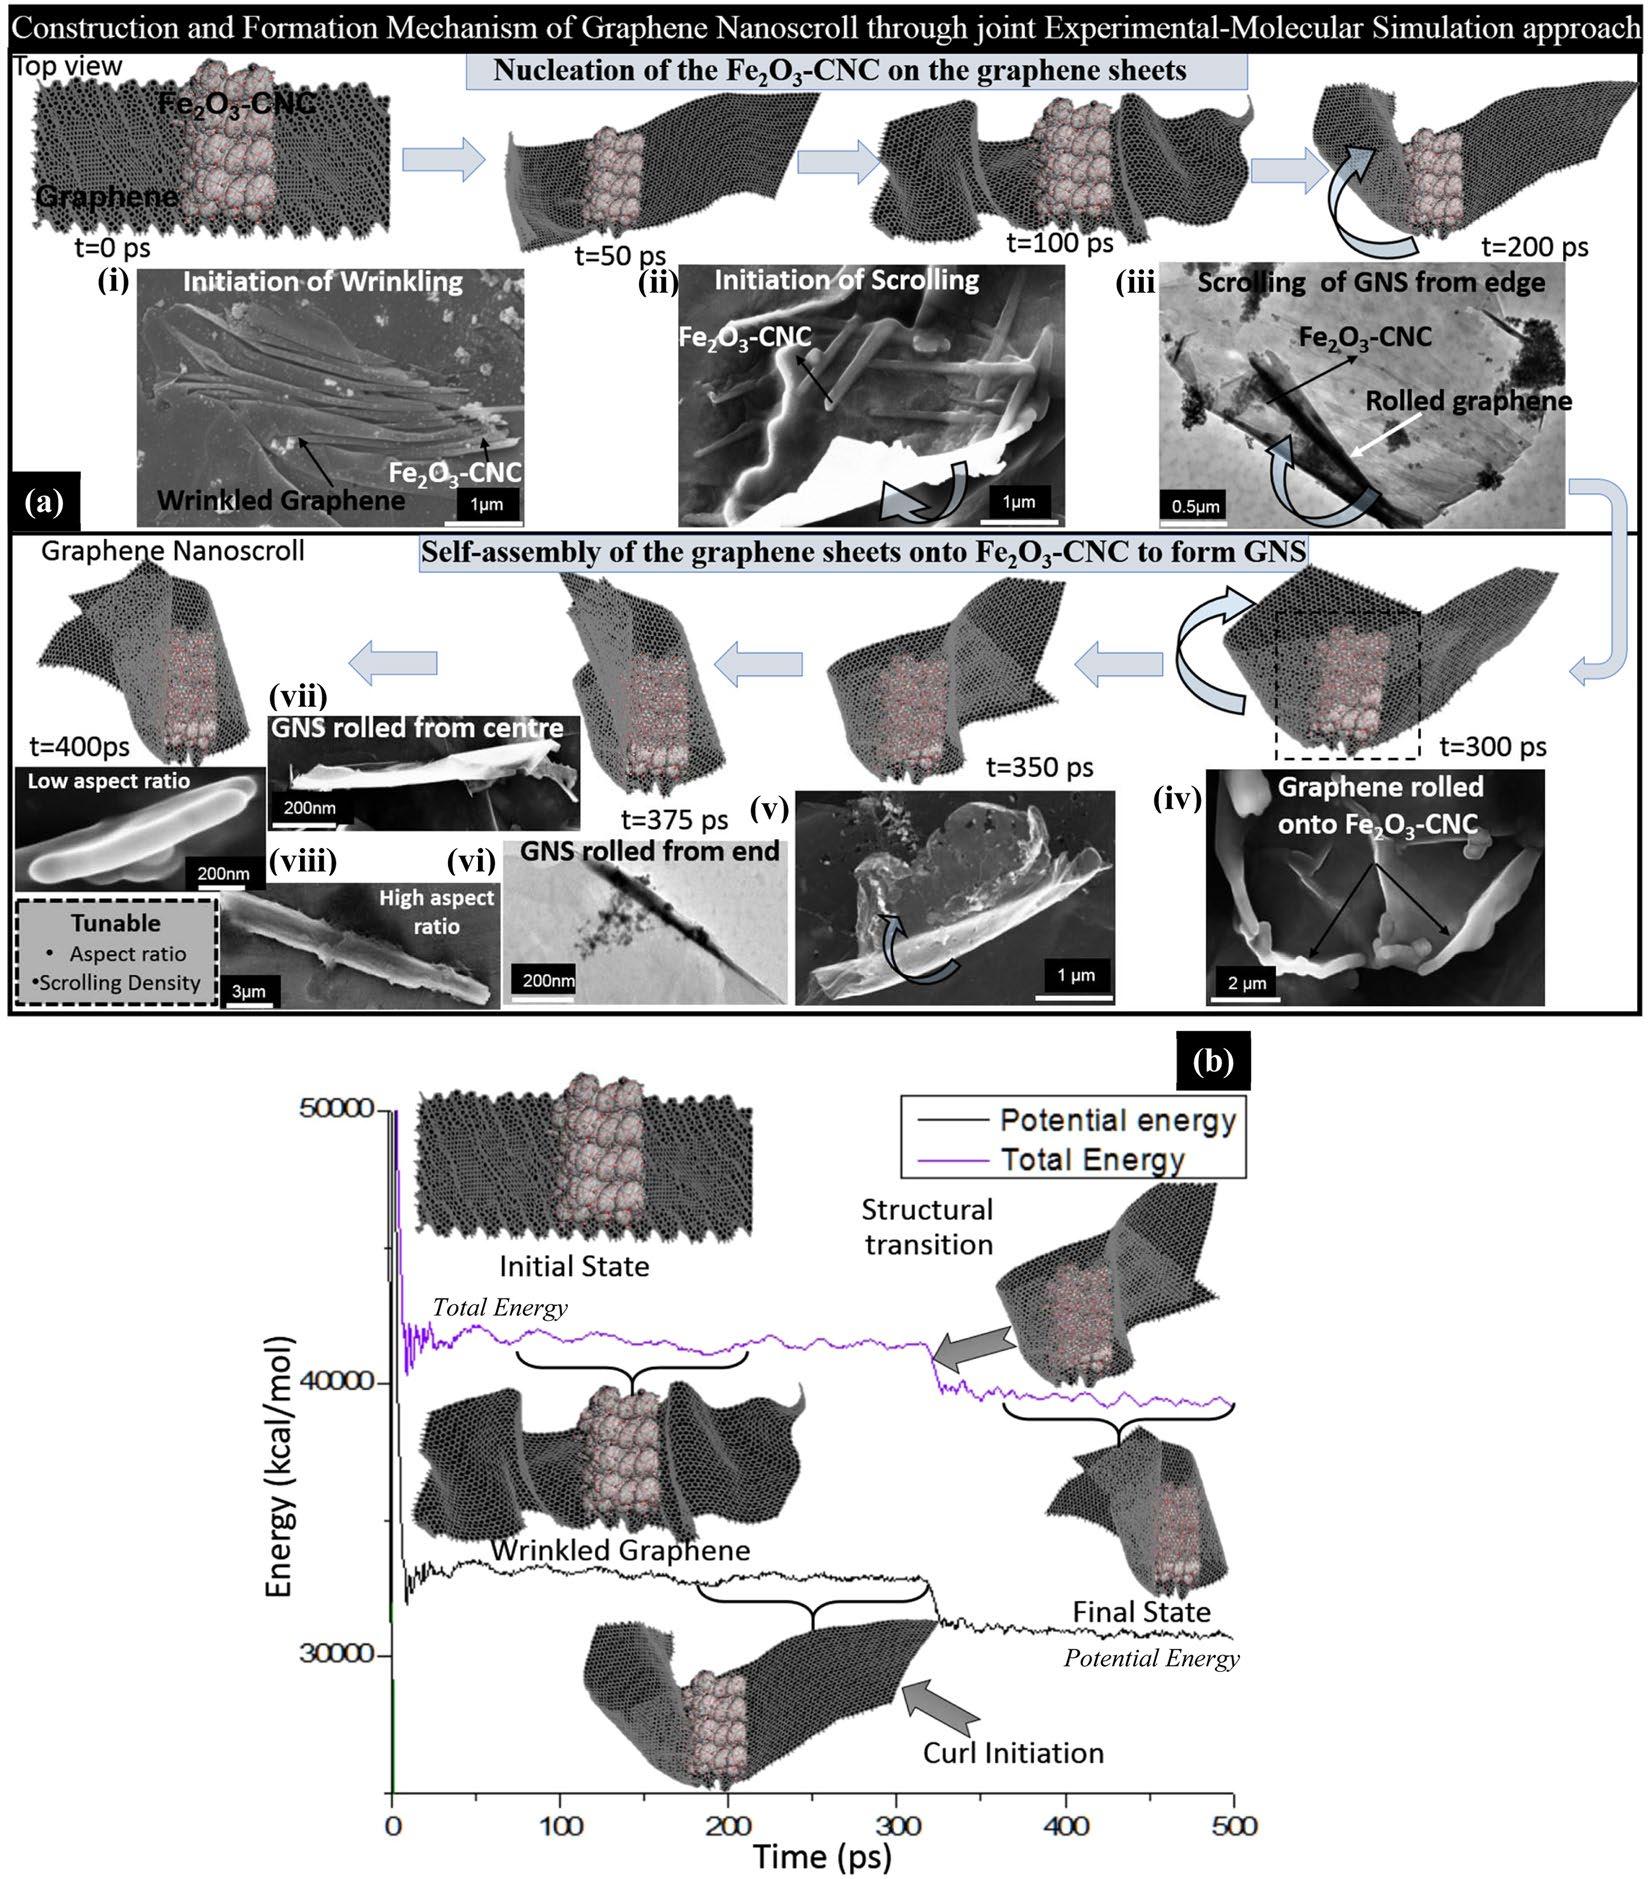 Construction and Formation Mechanism of Graphene Nanoscroll through joint Experimental-Molecular Simulation approach
Top view
Nucleation of the Fe₂O₃-CNC on the graphene sheets
Fe₂O₃-CNC
Graphene
t=0 ps
t=50 ps
t=100 ps
t=200 ps
(i)
Initiation of Wrinkling
Fe₂O₃-CNC
Wrinkled Graphene
1µm
(ii)
Initiation of Scrolling
Fe₂O₃-CNC
1µm
(iii
Scrolling of GNS from edge
Fe₂O₃-CNC
Rolled graphene
0.5µm
(a)
Graphene Nanoscroll
Self-assembly of the graphene sheets onto Fe₂O₃-CNC to form GNS
t=400ps
t=375 ps
t=350 ps
t=300 ps
(vii)
GNS rolled from centre
200nm
Low aspect ratio
200nm
(viii)
High aspect
ratio
3µm
(vi)
GNS rolled from end
200nm
(v)
1 µm
(iv)
Graphene rolled
onto Fe₂O₃-CNC
2 µm
Tunable
• Aspect ratio
•Scrolling Density
(b)
Potential energy
Total Energy
50000
40000
30000
Energy (kcal/mol)
Initial State
Total Energy
Structural
transition
Wrinkled Graphene
Final State
Potential Energy
Curl Initiation
0
100
200
300
400
500
Time (ps)